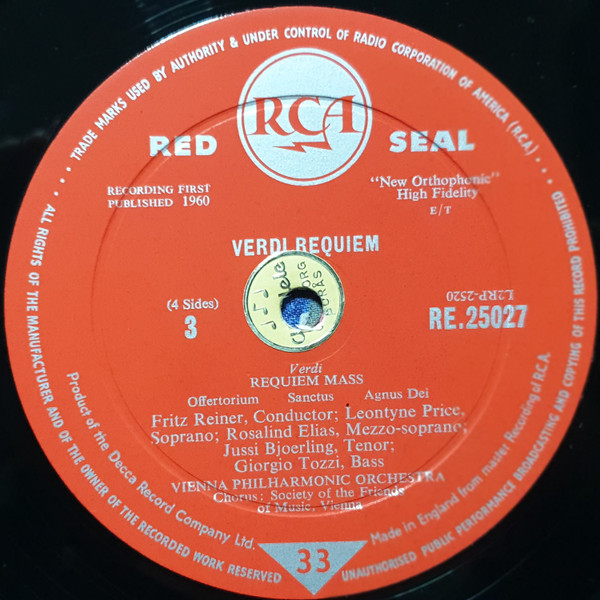 TRADE MARKS USED BY AUTHORITY & UNDER CONTROL OF RADIO CORPORATION OF AMERICA (R.C.A.)
RCA
RED SEAL
RECORDING FIRST
PUBLISHED 1960
"New Orthophonic"
High Fidelity
E/T
VERDI REQUIEM
(4 Sides)
3
L2RP-2520
RE.25027
Verdi
REQUIEM MASS
Offertorium Sanctus Agnus Dei
Fritz Reiner, Conductor; Leontyne Price,
Soprano; Rosalind Elias, Mezzo-soprano;
Jussi Bjoerling, Tenor;
Giorgio Tozzi, Bass
VIENNA PHILHARMONIC ORCHESTRA
Chorus: Society of the Friends
of Music, Vienna
Product of the Decca Record Company Ltd.
33
Made in England from master Recording of R.C.A.
ALL RIGHTS OF THE MANUFACTURER AND OF THE OWNER OF THE RECORDED WORK RESERVED
UNAUTHORISED PUBLIC PERFORMANCE BROADCASTING AND COPYING OF THIS RECORD PROHIBITED